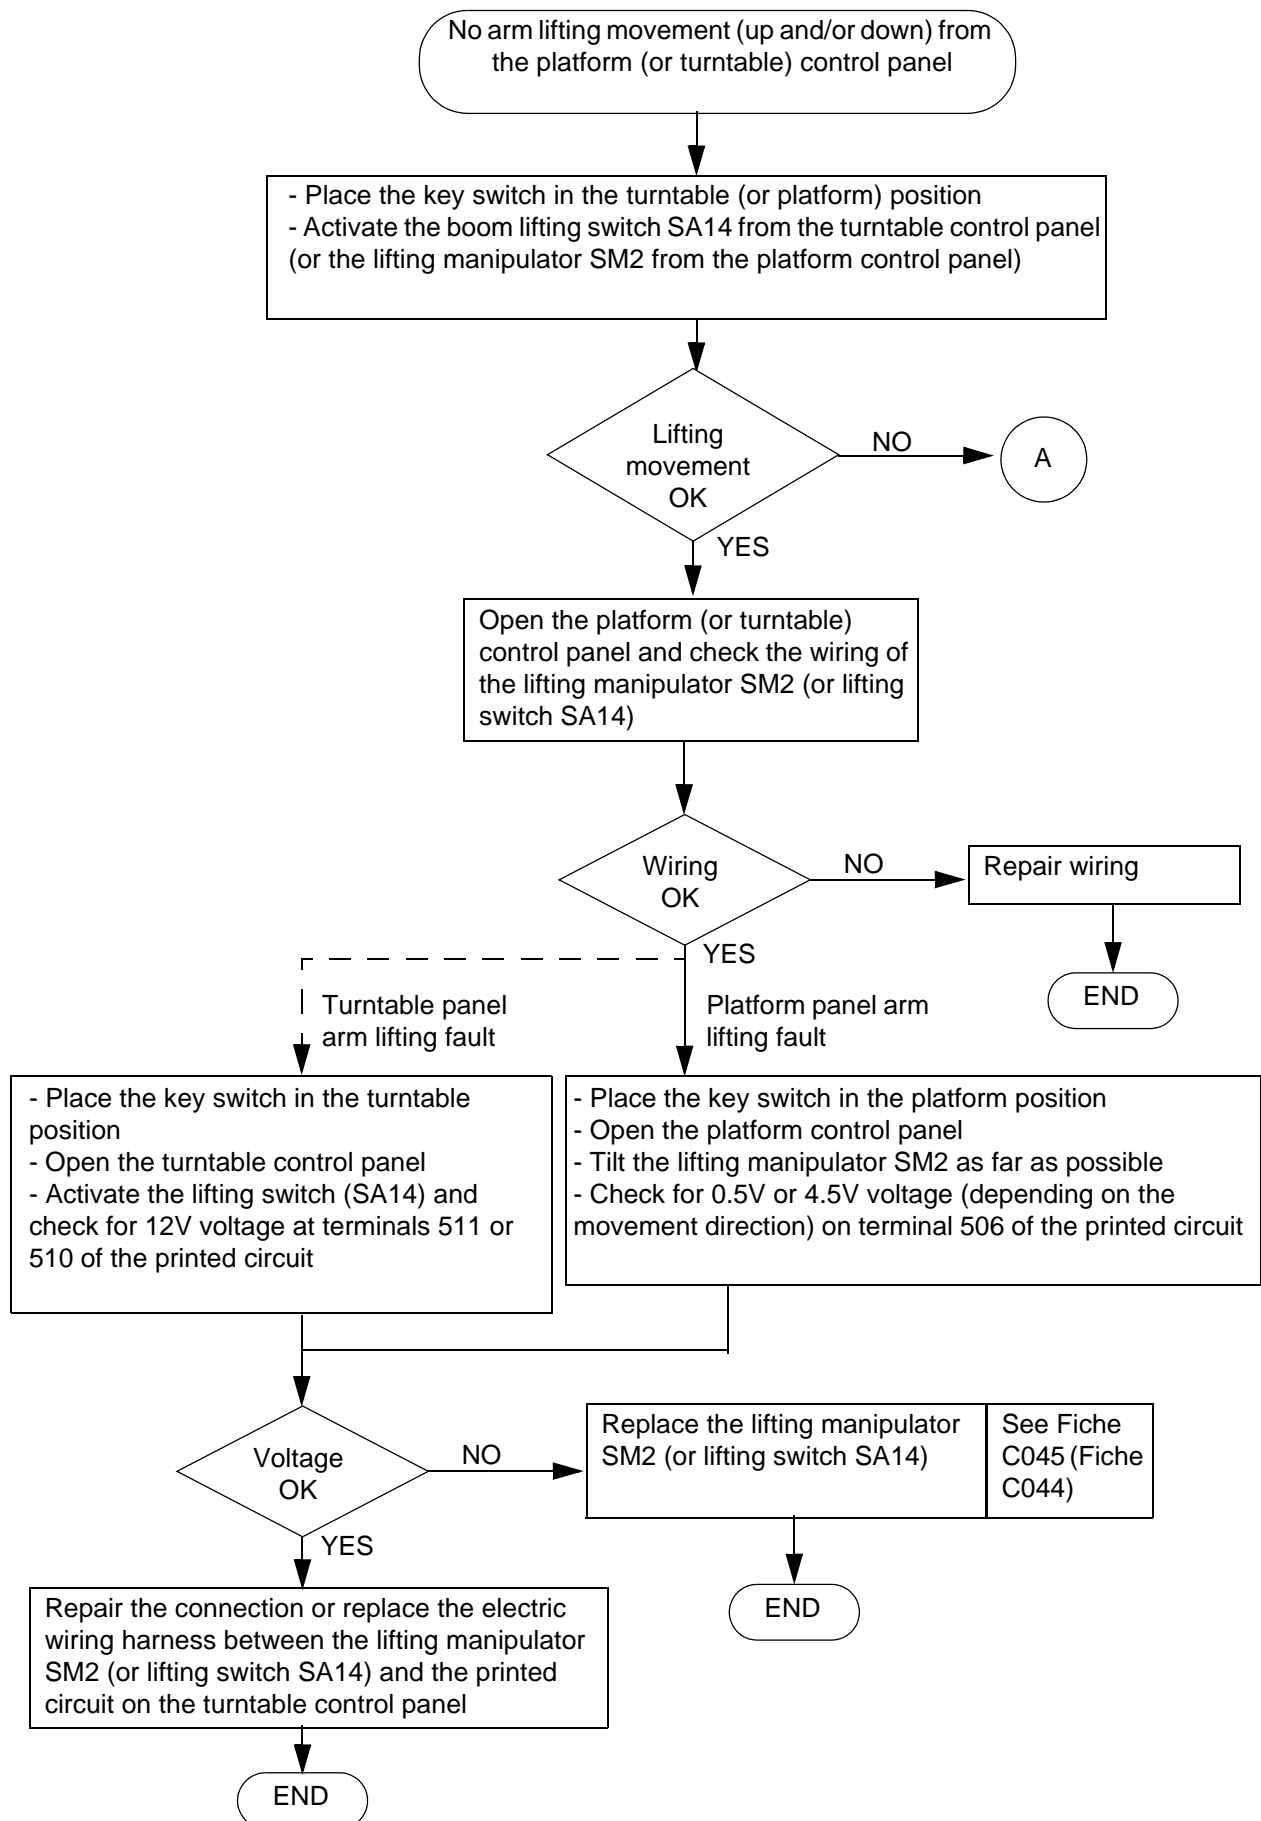 No arm lifting movement (up and/or down) from
the platform (or turntable) control panel
- Place the key switch in the turntable (or platform) position
- Activate the boom lifting switch SA14 from the turntable control panel
(or the lifting manipulator SM2 from the platform control panel)
Lifting
movement
OK
NO
A
YES
Open the platform (or turntable)
control panel and check the wiring of
the lifting manipulator SM2 (or lifting
switch SA14)
Wiring
OK
NO
Repair wiring
END
YES
Turntable panel
arm lifting fault
Platform panel arm
lifting fault
- Place the key switch in the turntable
position
- Open the turntable control panel
- Activate the lifting switch (SA14) and
check for 12V voltage at terminals 511 or
510 of the printed circuit
- Place the key switch in the platform position
- Open the platform control panel
- Tilt the lifting manipulator SM2 as far as possible
- Check for 0.5V or 4.5V voltage (depending on the
movement direction) on terminal 506 of the printed circuit
Voltage
OK
NO
Replace the lifting manipulator
SM2 (or lifting switch SA14)
See Fiche
C045 (Fiche
C044)
END
YES
Repair the connection or replace the electric
wiring harness between the lifting manipulator
SM2 (or lifting switch SA14) and the printed
circuit on the turntable control panel
END